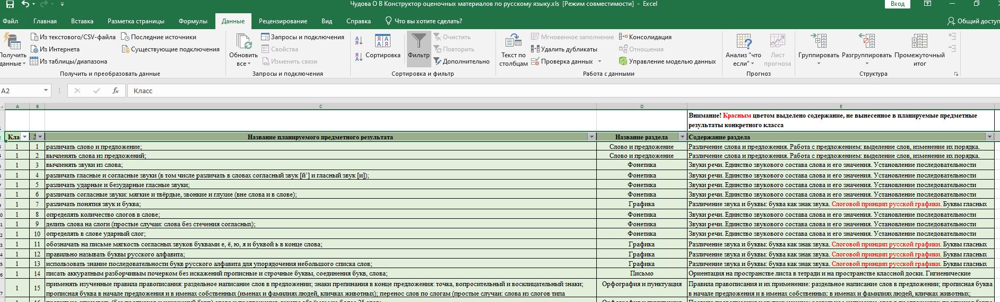 Чудова О В Конструктор оценочных материалов по русскому языку.xls [Режим совместимости] - Excel
Вход
Файл Главная Вставка Разметка страницы Формулы Данные Рецензирование Вид Справка Что вы хотите сделать? Общий доступ
Получить данные
Из текстового/CSV-файла
Из Интернета
Из таблицы/диапазона
Последние источники
Существующие подключения
Получить и преобразовать данные
Обновить все
Запросы и подключения
Свойства
Изменить связи
Запросы и подключения
Сортировка
Фильтр
Очистить
Повторить
Дополнительно
Сортировка и фильтр
Текст по столбцам
Мгновенное заполнение
Удалить дубликаты
Проверка данных
Консолидация
Отношения
Управление моделью данных
Работа с данными
Анализ "что если"
Лист прогноза
Прогноз
Группировать
Разгруппировать
Промежуточный итог
Структура
A2 fx Класс
A B C D E
Внимание! Красным цветом выделено содержание, не вынесенное в планируемые предметные
результаты конкретного класса
Кла Название планируемого предметного результата Название раздела Содержание раздела
1 1 различать слово и предложение; Слово и предложение Различение слова и предложения. Работа с предложением: выделение слов, изменение их порядка.
1 2 вычленять слова из предложений; Слово и предложение Различение слова и предложения. Работа с предложением: выделение слов, изменение их порядка.
1 3 вычленять звуки из слова; Фонетика Звуки речи. Единство звукового состава слова и его значения. Установление последовательности
1 4 различать гласные и согласные звуки (в том числе различать в словах согласный звук [й’] и гласный звук [и]); Фонетика Звуки речи. Единство звукового состава слова и его значения. Установление последовательности
1 5 различать ударные и безударные гласные звуки; Фонетика Звуки речи. Единство звукового состава слова и его значения. Установление последовательности
1 6 различать согласные звуки: мягкие и твёрдые, звонкие и глухие (вне слова и в слове); Фонетика Звуки речи. Единство звукового состава слова и его значения. Установление последовательности
1 7 различать понятия звук и буква; Графика Различение звука и буквы: буква как знак звука. Слоговой принцип русской графики. Буквы гласных
1 8 определять количество слогов в слове; Фонетика Звуки речи. Единство звукового состава слова и его значения. Установление последовательности
1 9 делить слова на слоги (простые случаи: слова без стечения согласных); Фонетика Звуки речи. Единство звукового состава слова и его значения. Установление последовательности
1 10 определять в слове ударный слог; Фонетика Звуки речи. Единство звукового состава слова и его значения. Установление последовательности
1 11 обозначать на письме мягкость согласных звуков буквами е, ё, ю, я и буквой ь в конце слова; Графика Различение звука и буквы: буква как знак звука. Слоговой принцип русской графики. Буквы гласных
1 12 правильно называть буквы русского алфавита; Графика Различение звука и буквы: буква как знак звука. Слоговой принцип русской графики. Буквы гласных
1 13 использовать знание последовательности букв русского алфавита для упорядочения небольшого списка слов; Графика Различение звука и буквы: буква как знак звука. Слоговой принцип русской графики. Буквы гласных
1 14 писать аккуратным разборчивым почерком без искажений прописные и строчные буквы, соединения букв, слова; Письмо Ориентация на пространстве листа в тетради и на пространстве классной доски. Гигиенические
1 15 применять изученные правила правописания: раздельное написание слов в предложении; знаки препинания в конце предложения: точка, вопросительный и восклицательный знаки; Орфография и пунктуация Правила правописания и их применение: раздельное написание слов в предложении; прописная буква
прописная буква в начале предложения и в именах собственных (именах и фамилиях людей, кличках животных); перенос слов по слогам (простые случаи: слова из слогов типа в начале предложения и в именах собственных: в именах и фамилиях людей, кличках животных;